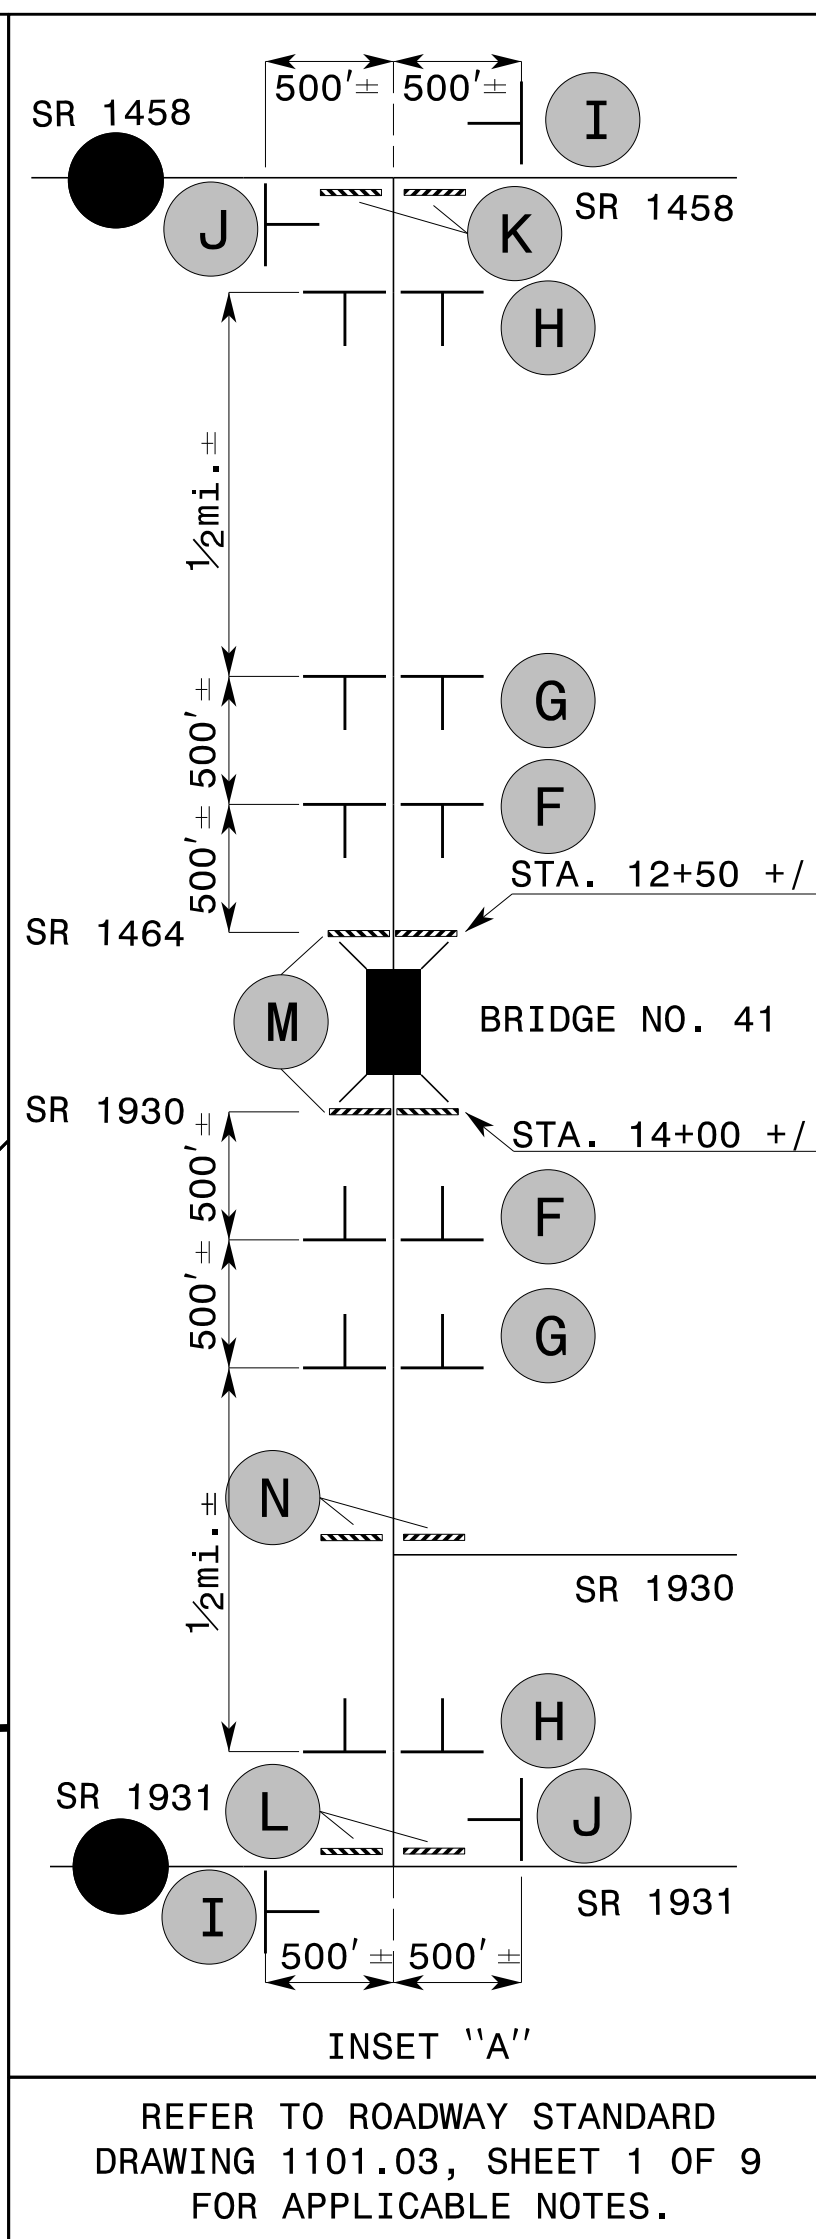 500'± 500'±
SR 1458
I
J
K
SR 1458
H
1/2mi.±
G
500'±
F
500'±
STA. 12+50 +/
SR 1464
M
BRIDGE NO. 41
SR 1930
STA. 14+00 +/
500'±
F
500'±
G
N
1/2mi.±
SR 1930
H
SR 1931
L
J
I
SR 1931
500'± 500'±
INSET "A"
REFER TO ROADWAY STANDARD
DRAWING 1101.03, SHEET 1 OF 9
FOR APPLICABLE NOTES.